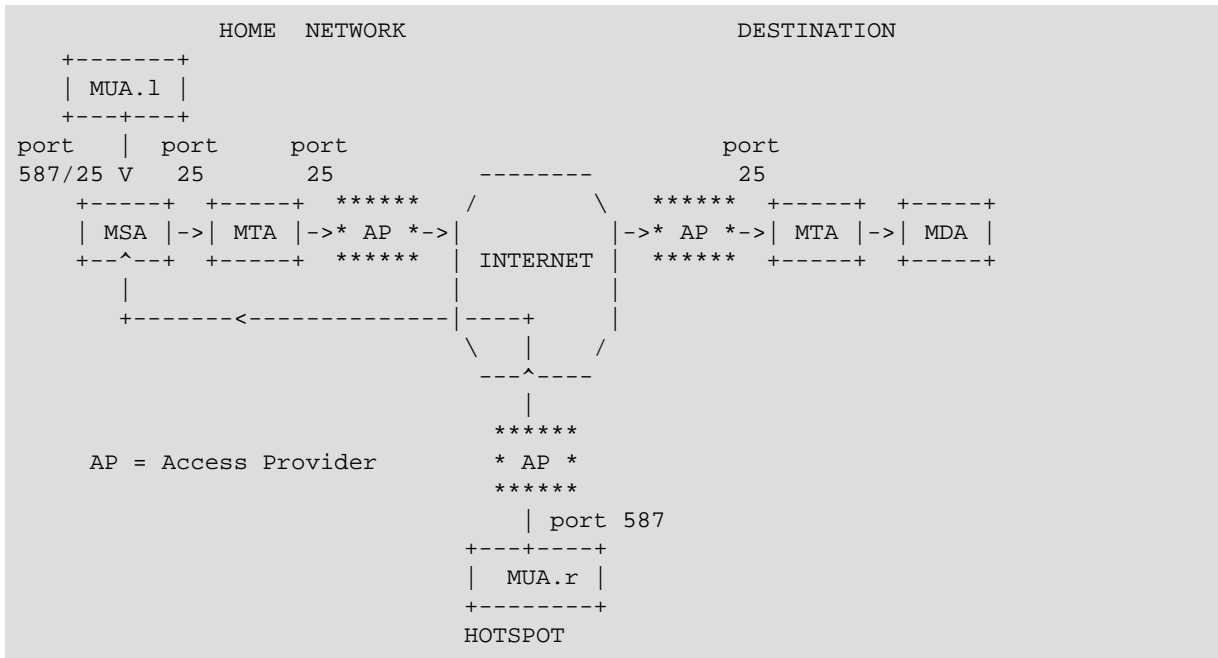 HOME NETWORK DESTINATION
+-------+
| MUA.l |
+---+---+
port | port port port
587/25 V 25 25 -------- 25
+-----+ +-----+ ****** / \ ****** +-----+ +-----+
| MSA |->| MTA |->* AP *->| |->* AP *->| MTA |->| MDA |
+--^--+ +-----+ ****** | INTERNET | ****** +-----+ +-----+
| | |
+-------<--------------|----+ |
\ | /
---^----
|
******
AP = Access Provider * AP *
******
| port 587
+---+----+
| MUA.r |
+--------+
HOTSPOT